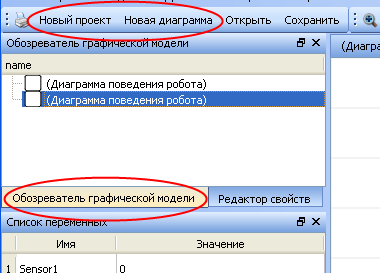 Новый проект Новая диаграмма Открыть Сохранить
Обозреватель графической модели
(Диагра
name
(Диаграмма поведения робота)
(Диаграмма поведения робота)
Обозреватель графической модели Редактор свойств
Список переменных
Имя Значение
1 Sensor1 0